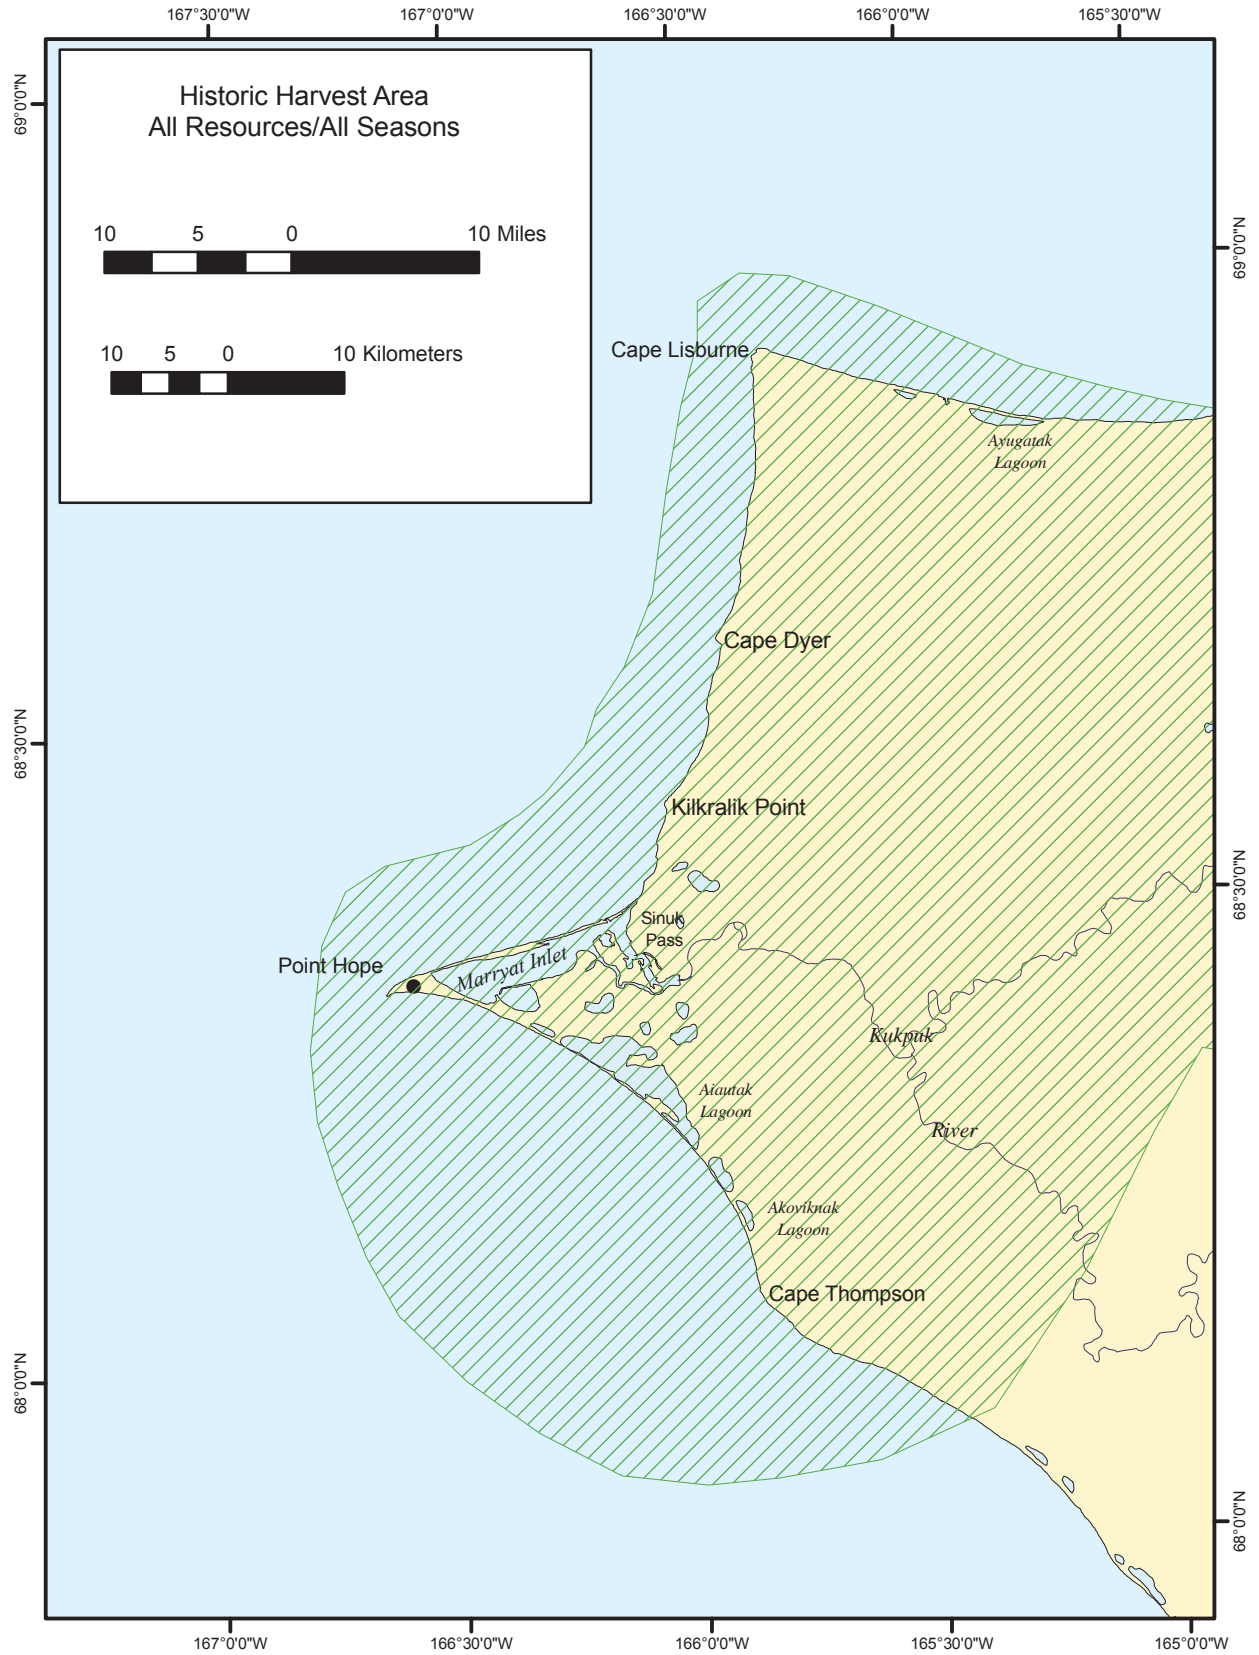 167°30'0"W
167°0'0"W
166°30'0"W
166°0'0"W
165°30'0"W
69°0'0"N
Historic Harvest Area
All Resources/All Seasons
10 5 0 10 Miles
10 5 0 10 Kilometers
69°0'0"N
Cape Lisburne
Ayugatak
Lagoon
Cape Dyer
68°30'0"N
Kilkralik Point
68°30'0"N
Sinuk
Pass
Point Hope
Marryat Inlet
Kukpuk
River
Aiautak
Lagoon
Akoviknak
Lagoon
Cape Thompson
68°0'0"N
68°0'0"N
167°0'0"W
166°30'0"W
166°0'0"W
165°30'0"W
165°0'0"W